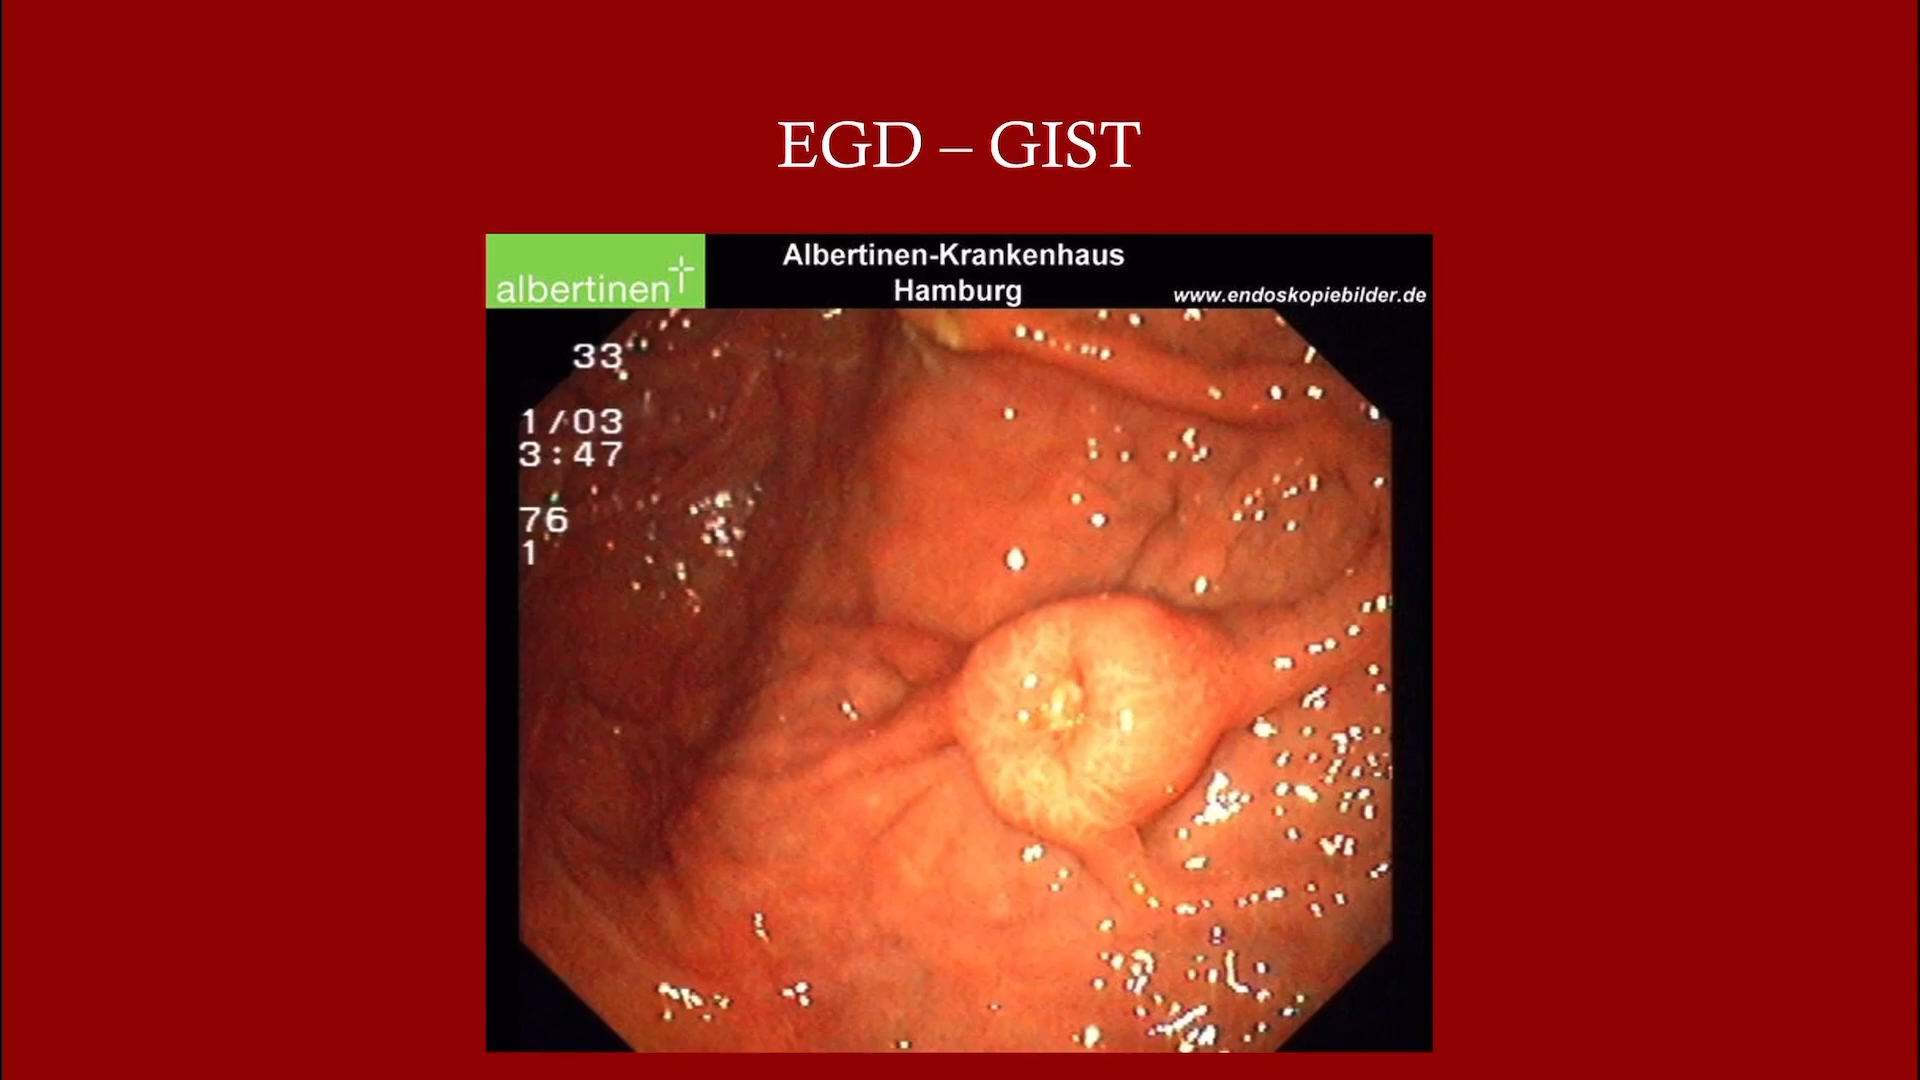 EGD – GIST
albertinen
Albertinen-Krankenhaus
Hamburg
www.endoskopiebilder.de
33
1/03
3:47
76
1